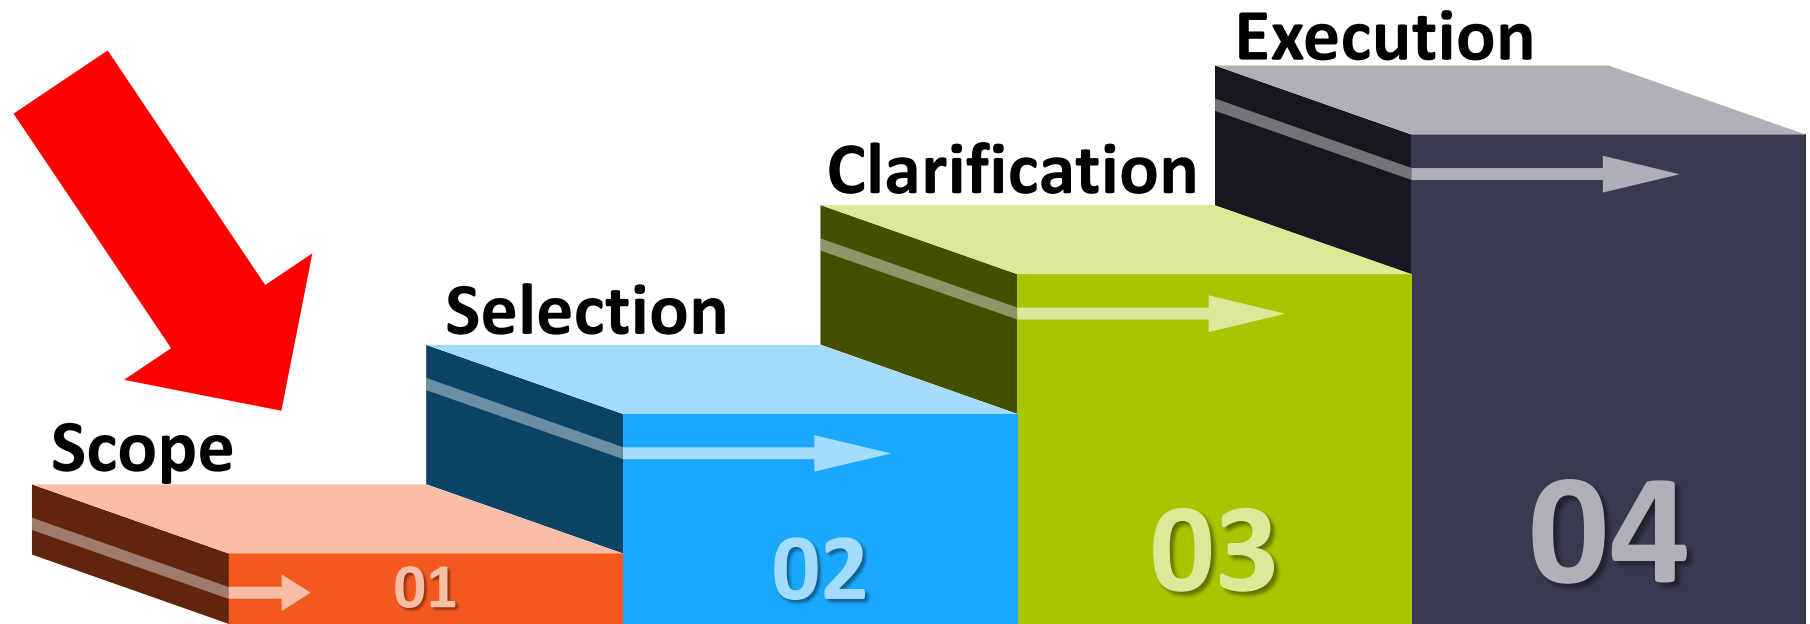 Scope
01
Selection
02
Clarification
03
Execution
04